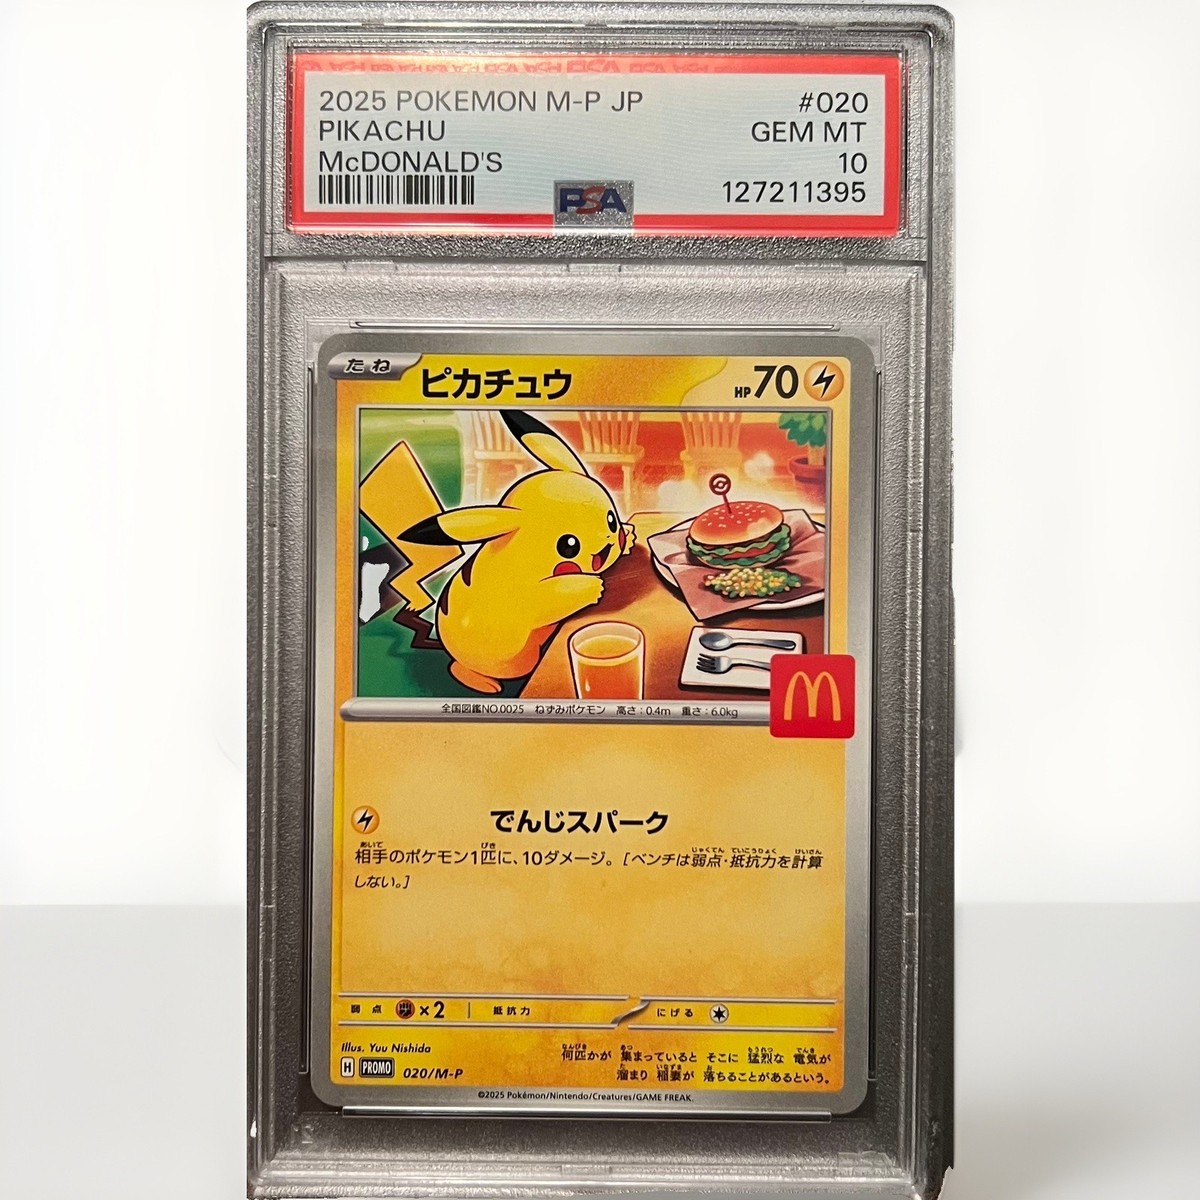 2025 POKEMON M-P JP #020
PIKACHU GEM MT
McDONALD'S 10
127211395
PSA
たね ピカチュウ HP70
全国図鑑NO.0025 ねずみポケモン 高さ:0.4m 重さ:6.0kg
でんじスパーク
相手のポケモン1匹に、10ダメージ。[ベンチは弱点・抵抗力を計算
しない。]
弱点 ×2 抵抗力 にげる
Illus. Yuu Nishida
何匹かが 集まっていると そこに 猛烈な 電気が
溜まり 稲妻が 落ちることがあるという。
H PROMO 020/M-P
©2025 Pokémon/Nintendo/Creatures/GAME FREAK.